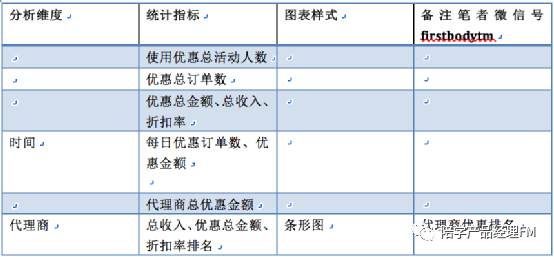 分析维度 统计指标 图表样式 备注笔者微信号
firstbodytm
使用优惠总活动人数
优惠总订单数
优惠总金额、总收入、
折扣率
时间 每日优惠订单数、优
惠金额
代理商总优惠金额
代理商 总收入、优惠总金额、 条形图 代理商优惠排名
折扣率排名
陪学产品经理FM